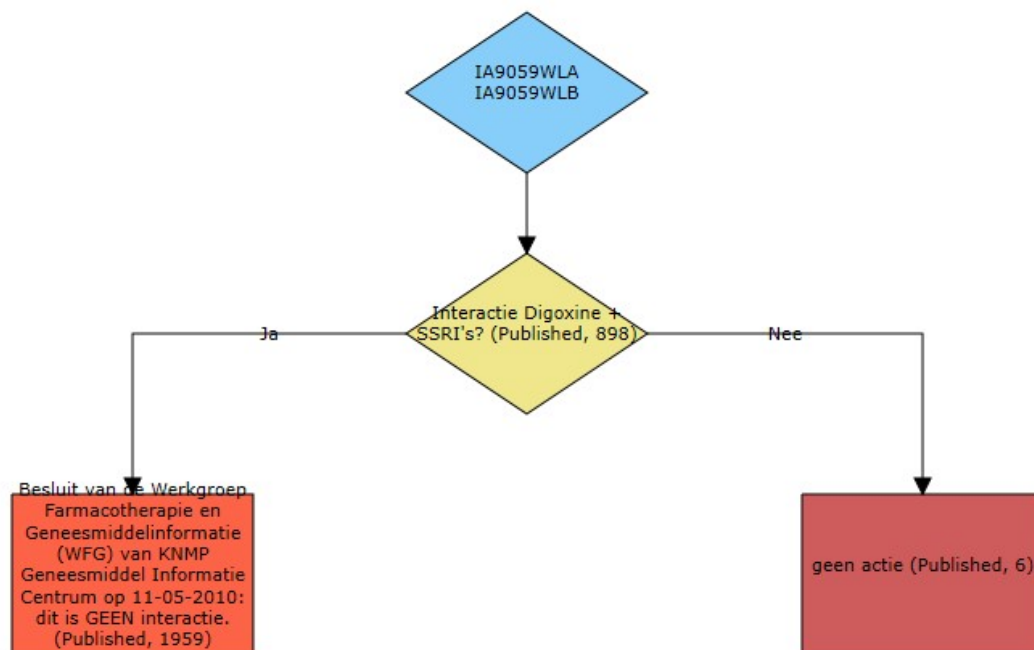 IA9059WLA
IA9059WLB
Interactie Digoxine +
SSRI's? (Published, 898)
Ja
Nee
Besluit van de Werkgroep
Farmacotherapie en
Geneesmiddelinformatie
(WFG) van KNMP
Geneesmiddel Informatie
Centrum op 11-05-2010:
dit is GEEN interactie.
(Published, 1959)
geen actie (Published, 6)